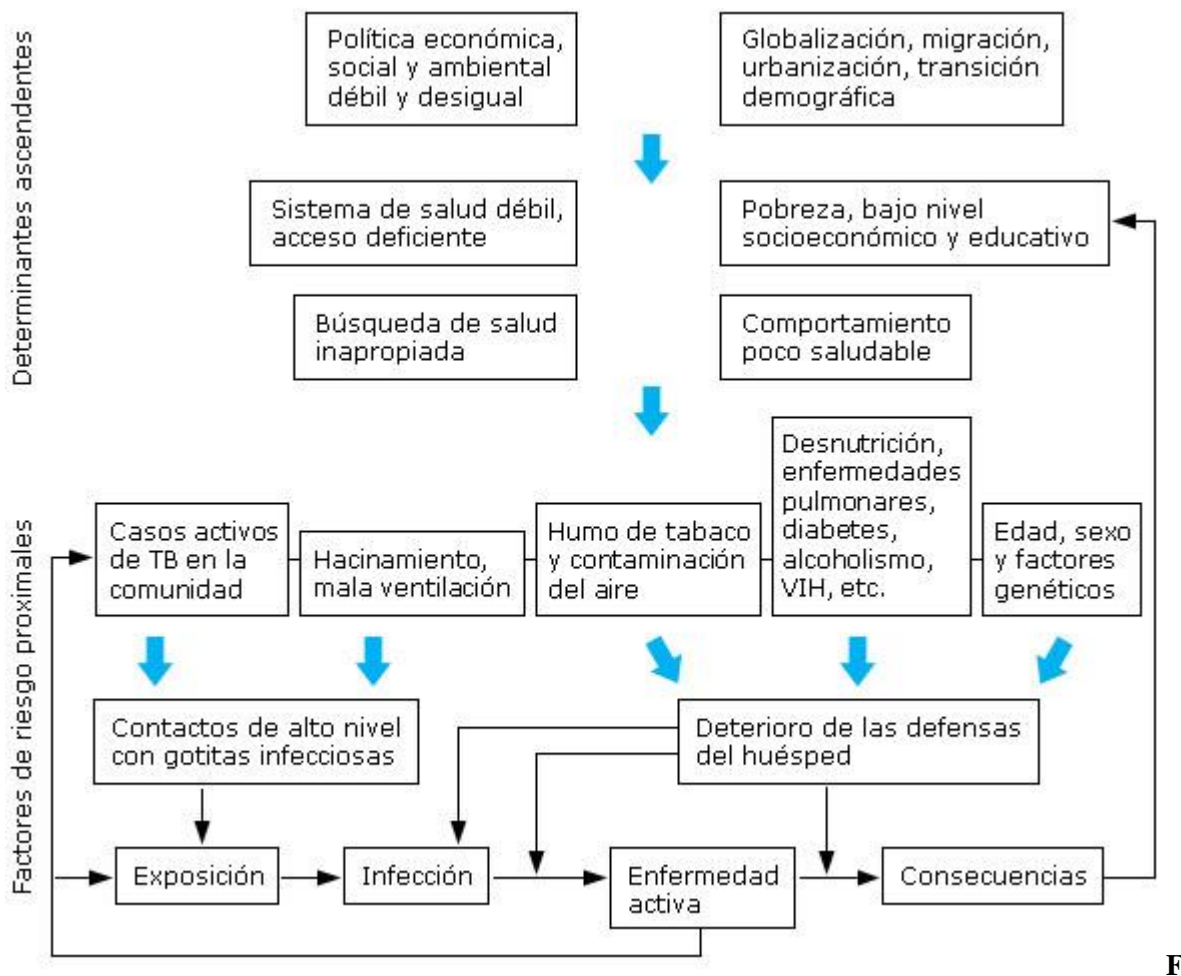 Determinantes ascendentes
Política económica,
social y ambiental
débil y desigual
Globalización, migración,
urbanización, transición
demográfica
Sistema de salud débil,
acceso deficiente
Pobreza, bajo nivel
socioeconómico y educativo
Búsqueda de salud
inapropiada
Comportamiento
poco saludable
Factores de riesgo proximales
Casos activos
de TB en la
comunidad
Hacinamiento,
mala ventilación
Humo de tabaco
y contaminación
del aire
Desnutrición,
enfermedades
pulmonares,
diabetes,
alcoholismo,
VIH, etc.
Edad, sexo
y factores
genéticos
Contactos de alto nivel
con gotitas infecciosas
Deterioro de las defensas
del huésped
Exposición
Infección
Enfermedad
activa
Consecuencias
F